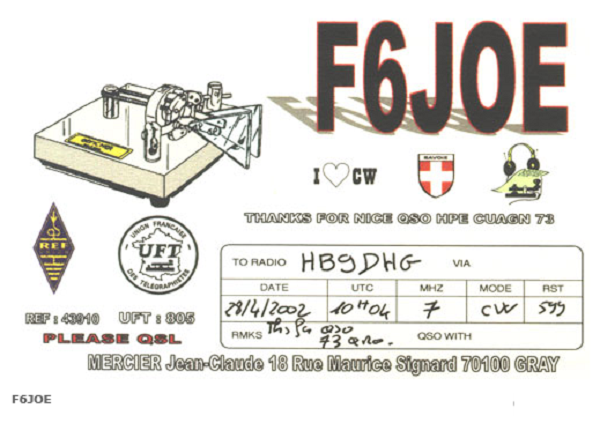 F6JOE
I ♡ CW
SAVOIE
THANKS FOR NICE QSO HPE CUAGN 73
REF
UNION FRANÇAISE
UFT
DES TÉLÉGRAPHISTES
REF : 43910 UFT : 805
PLEASE QSL
TO RADIO HB9DHG VIA
DATE UTC MHZ MODE RST
28/4/2002 10H04 7 CW 599
RMKS QSO QSO WITH
73
MERCIER Jean-Claude 18 Rue Maurice Signard 70100 GRAY
F6JOE